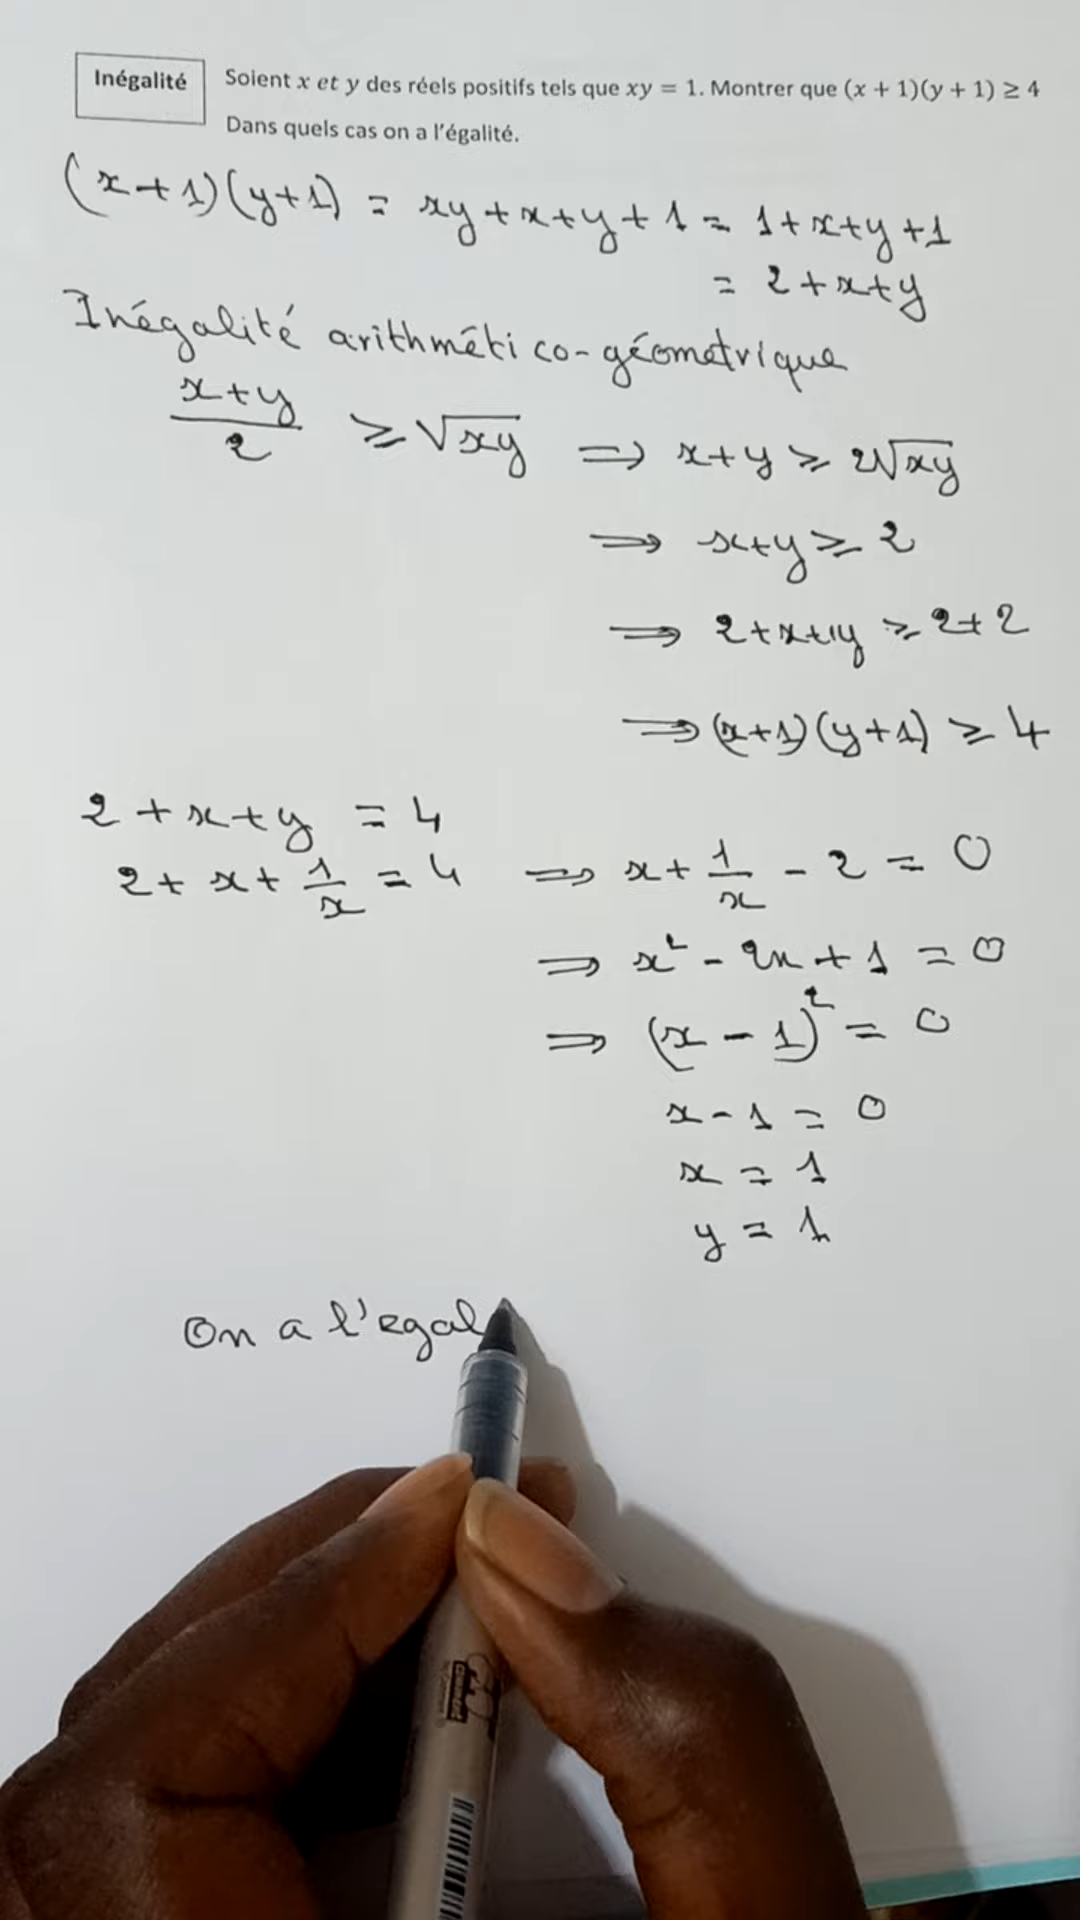 Inégalité
Soient x et y des réels positifs tels que xy = 1. Montrer que (x + 1)(y + 1) ≥ 4
Dans quels cas on a l'égalité.
(x+1)(y+1) = xy+x+y+1 = 1+x+y+1
= 2+x+y
Inégalité arithmético-géometrique
(x+y)/2 ≥ √xy ⟹ x+y ≥ 2√xy
⟹ x+y ≥ 2
⟹ 2+x+y ≥ 2+2
⟹ (x+1)(y+1) ≥ 4
2+x+y = 4
2+x+1/x = 4 ⟹ x+1/x - 2 = 0
⟹ x² - 2x + 1 = 0
⟹ (x - 1)² = 0
x - 1 = 0
x = 1
y = 1
On a l'egal